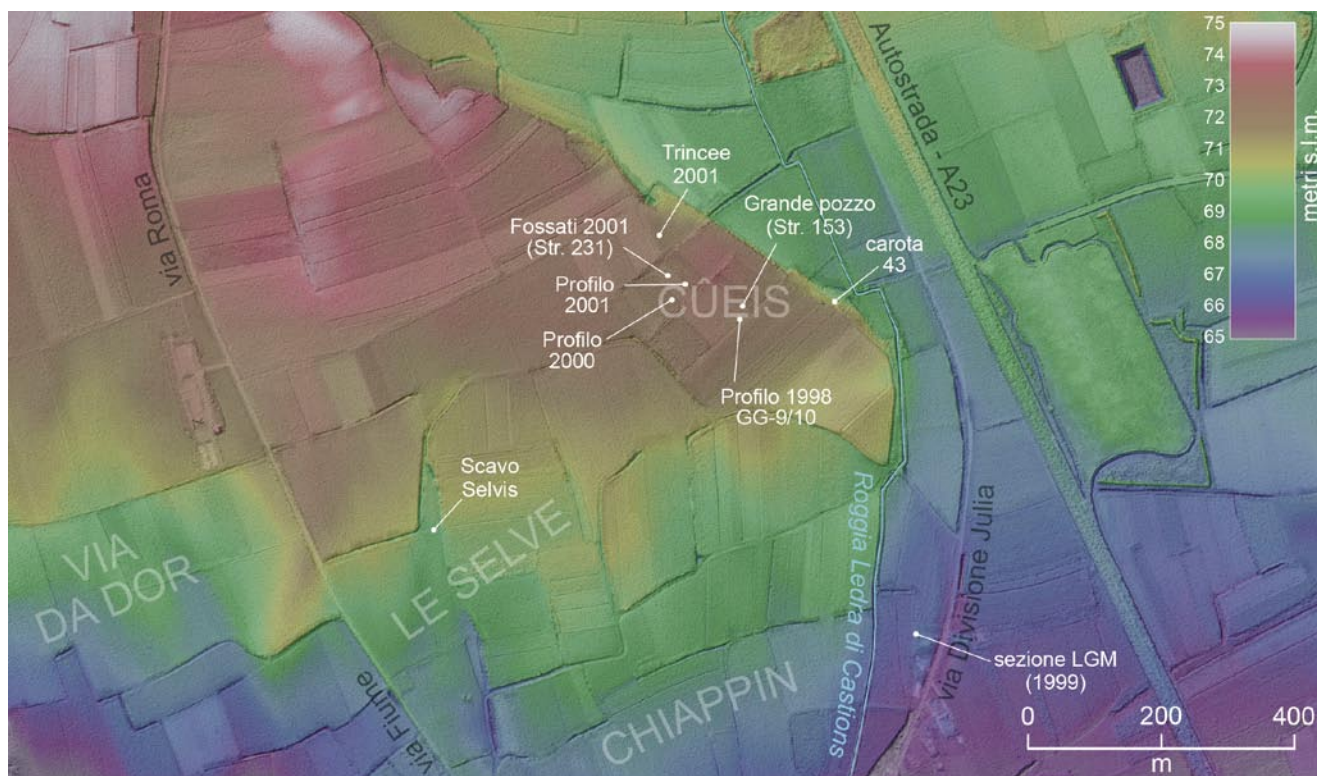 75
74
73
72
71
70
69
68
67
66
65
metri s.l.m.
Autostrada - A23
via Roma
Trincee
2001
Fossati 2001
(Str. 231)
Grande pozzo
(Str. 153)
carota
43
Profilo
2001
CÛEIS
Profilo
2000
Profilo 1998
GG-9/10
Scavo
Selvis
VIA
DA DOR
LE SELVE
Roggia Ledra di Castions
via Divisione Julia
sezione LGM
(1999)
CHIAPPIN
via Fiume
0 200 400
m